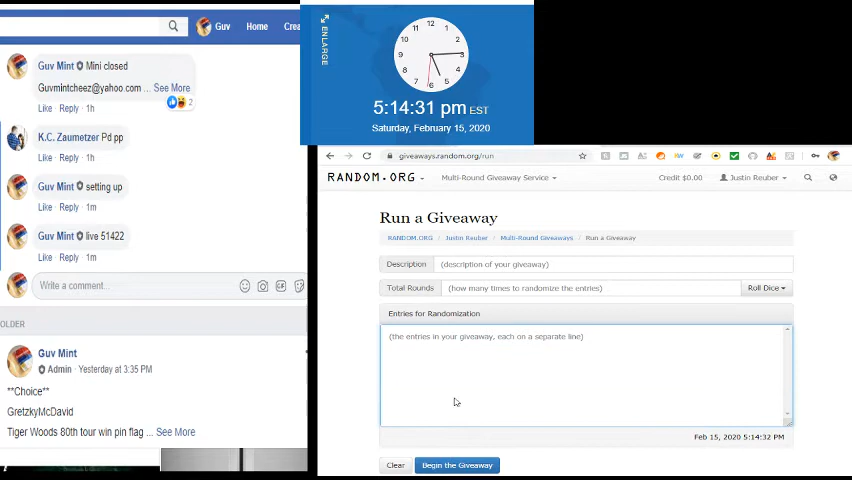 Guv
Home
Crea
Guv Mint Mini closed
Guvmintcheez@yahoo.com ... See More
2
Like · Reply · 1h
K.C. Zaumetzer Pd pp
Like · Reply · 1h
Guv Mint setting up
Like · Reply · 1m
Guv Mint live 51422
Like · Reply · 1m
Write a comment...
GIF
OLDER
Guv Mint
Admin · Yesterday at 3:35 PM
**Choice**
GretzkyMcDavid
Tiger Woods 80th tour win pin flag ... See More
ENLARGE
12
1
2
3
4
5
6
7
8
9
10
11
5:14:31 pm EST
Saturday, February 15, 2020
giveaways.random.org/run
RANDOM.ORG
Multi-Round Giveaway Service
Credit $0.00
Justin Reuber
Run a Giveaway
RANDOM.ORG / Justin Reuber / Multi-Round Giveaways / Run a Giveaway
Description (description of your giveaway)
Total Rounds (how many times to randomize the entries) Roll Dice
Entries for Randomization
(the entries in your giveaway, each on a separate line)
Feb 15, 2020 5:14:32 PM
Clear
Begin the Giveaway